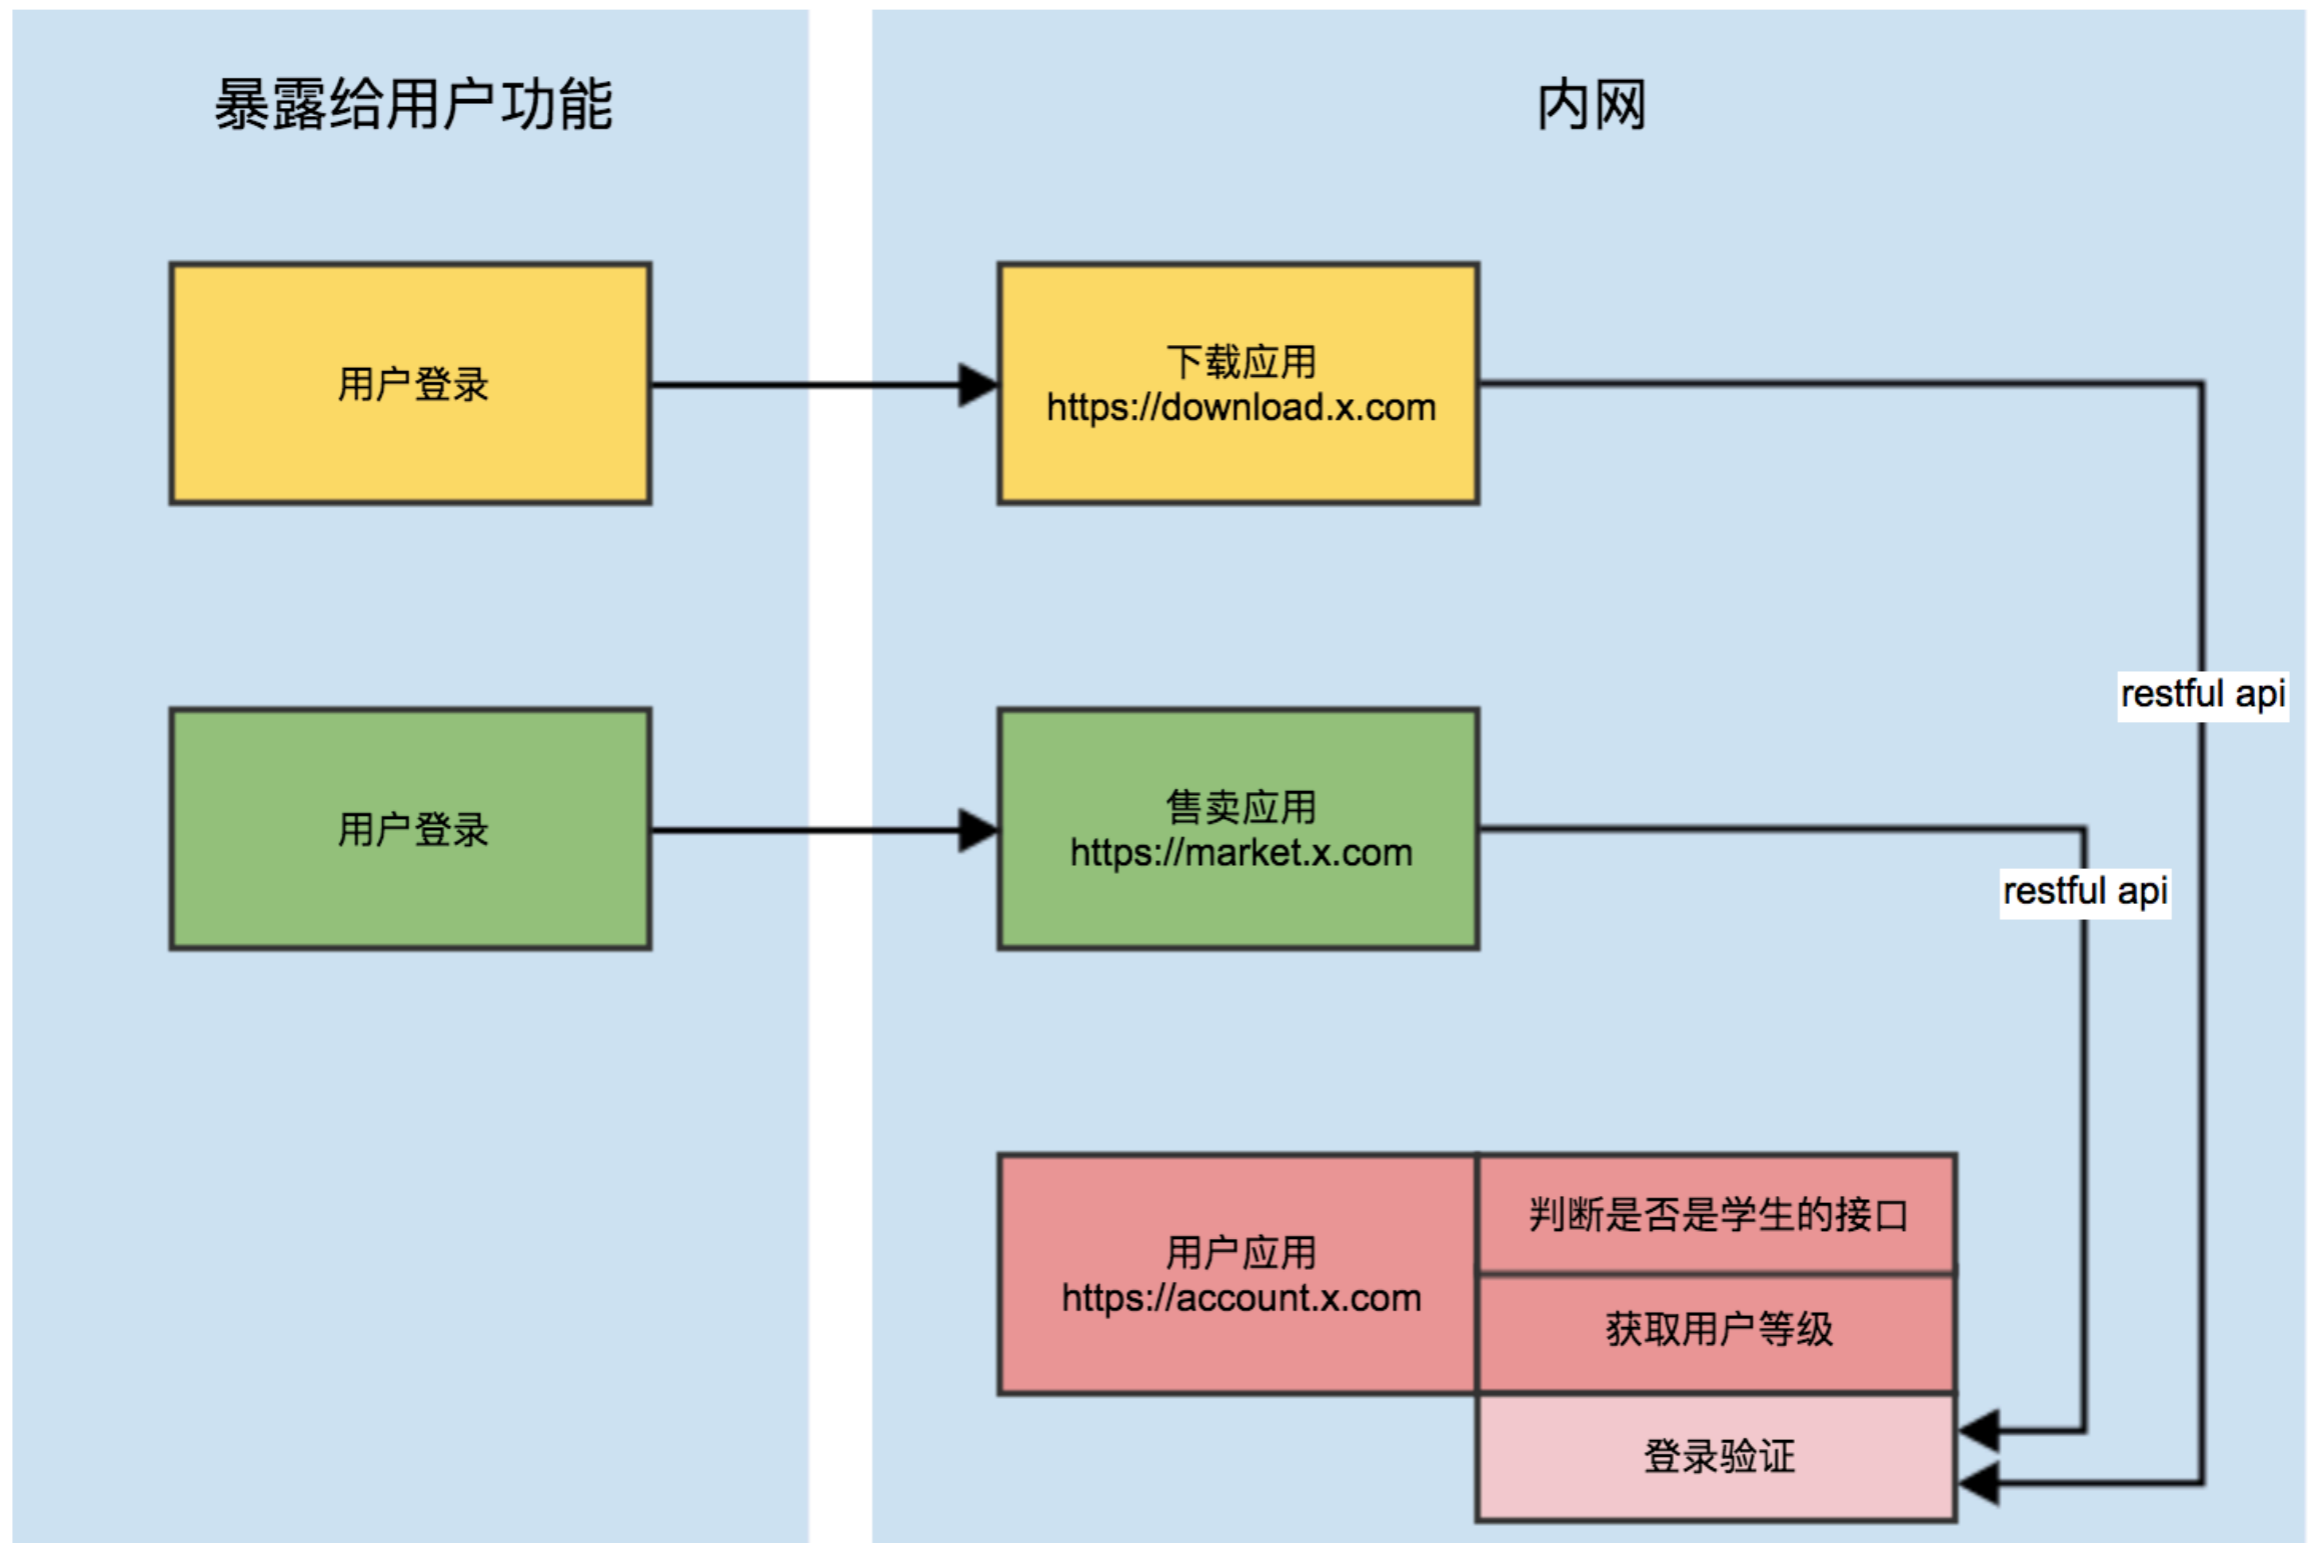 暴露给用户功能
内网
用户登录
下载应用
https://download.x.com
restful api
用户登录
售卖应用
https://market.x.com
restful api
用户应用
https://account.x.com
判断是否是学生的接口
获取用户等级
登录验证